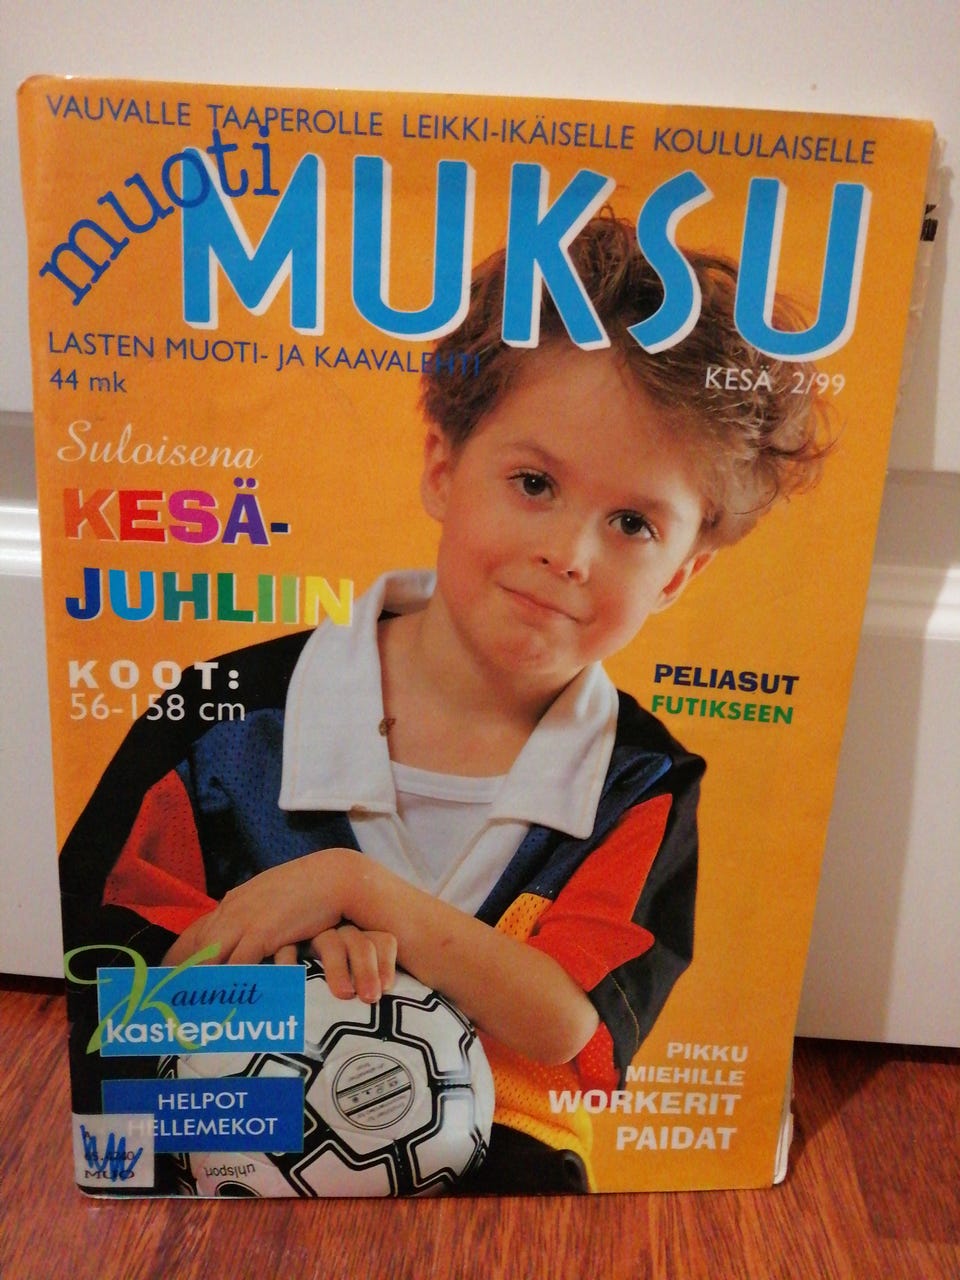 VAUVALLE TAAPEROLLE LEIKKI-IKÄISELLE KOULULAISELLE
muoti
MUKSU
LASTEN MUOTI- JA KAAVALEHTI
44 mk
KESÄ 2/99
Suloisena
KESÄ-
JUHLIIN
KOOT:
56-158 cm
PELIASUT
FUTIKSEEN
Kauniit
kastepuvut
HELPOT
HELLEMEKOT
PIKKU
MIEHILLE
WORKERIT
PAIDAT
uhlsport